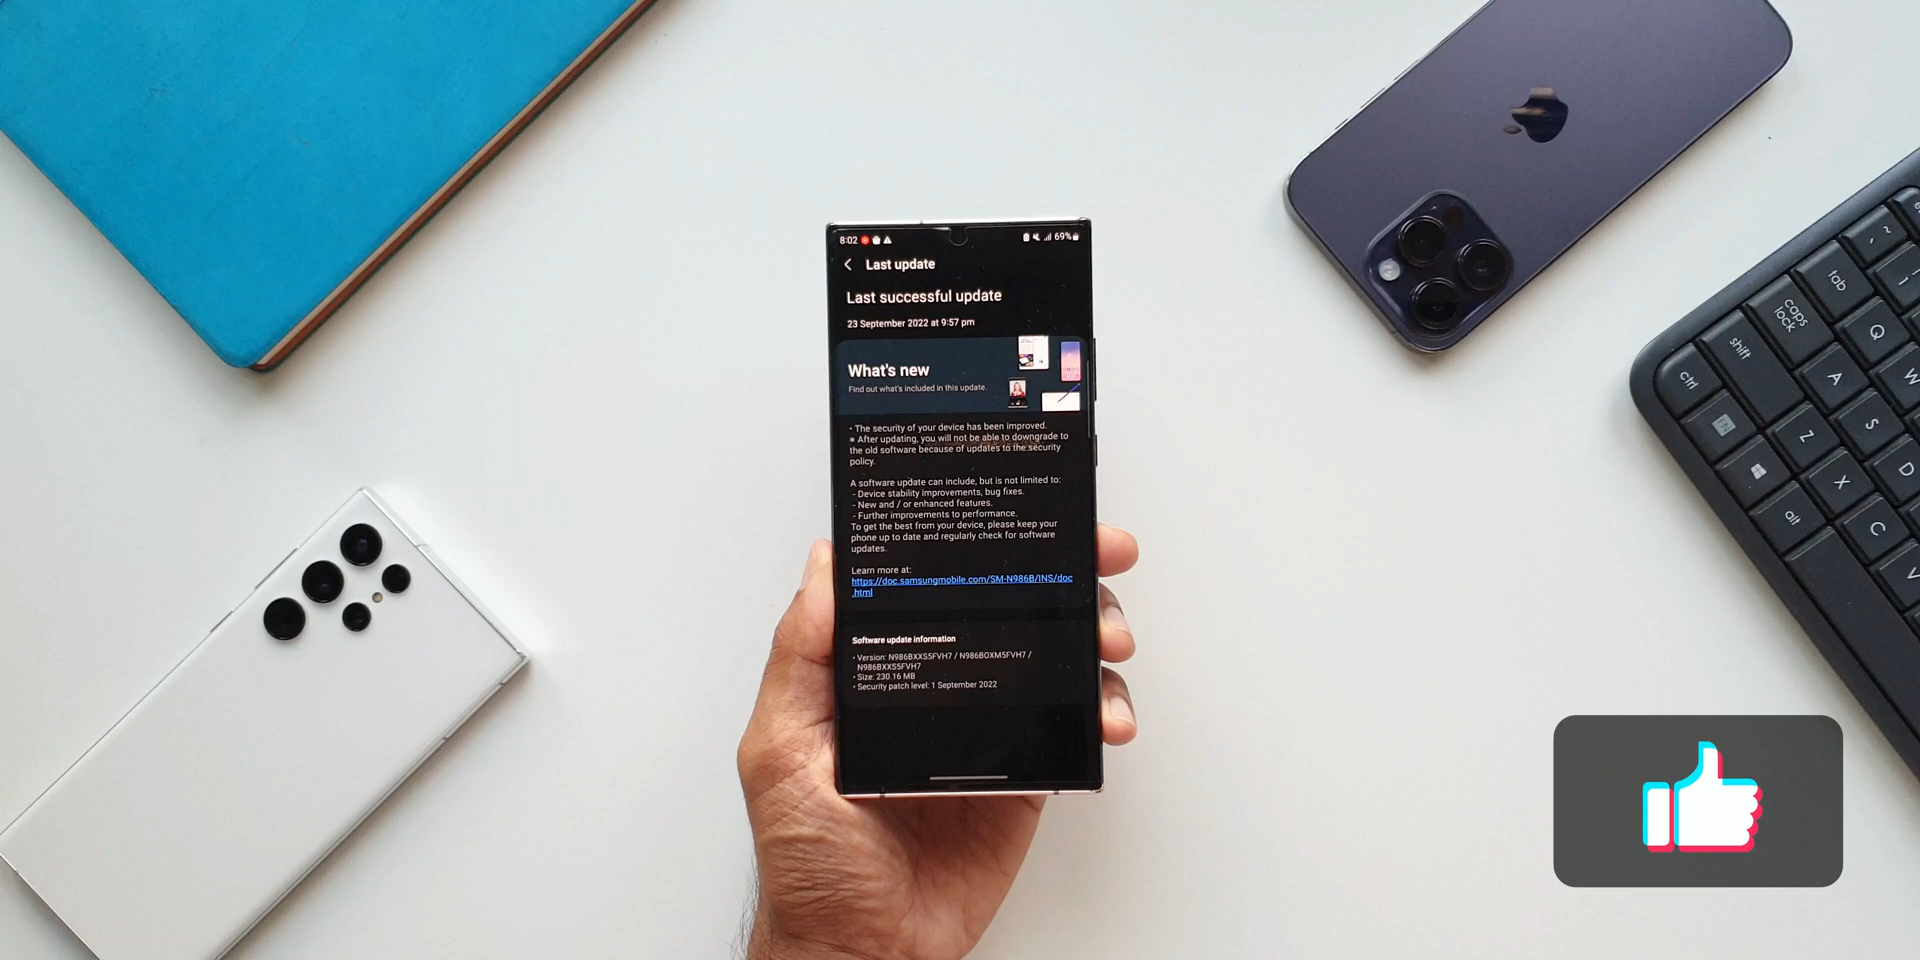 8:02
69%
Last update
Last successful update
23 September 2022 at 9:57 pm
What's new
Find out what's included in this update.
• The security of your device has been improved.
※ After updating, you will not be able to downgrade to
the old software because of updates to the security
policy.
A software update can include, but is not limited to:
- Device stability improvements, bug fixes.
- New and / or enhanced features.
- Further improvements to performance.
To get the best from your device, please keep your
phone up to date and regularly check for software
updates.
Learn more at:
https://doc.samsungmobile.com/SM-N986B/INS/doc
.html
Software update information
• Version: N986BXXS5FVH7 / N986BOXM5FVH7 /
N986BXXS5FVH7
• Size: 230.16 MB
• Security patch level: 1 September 2022
tab
caps
lock
Q
shift
A
W
ctrl
Z
S
FN
X
D
alt
C
V